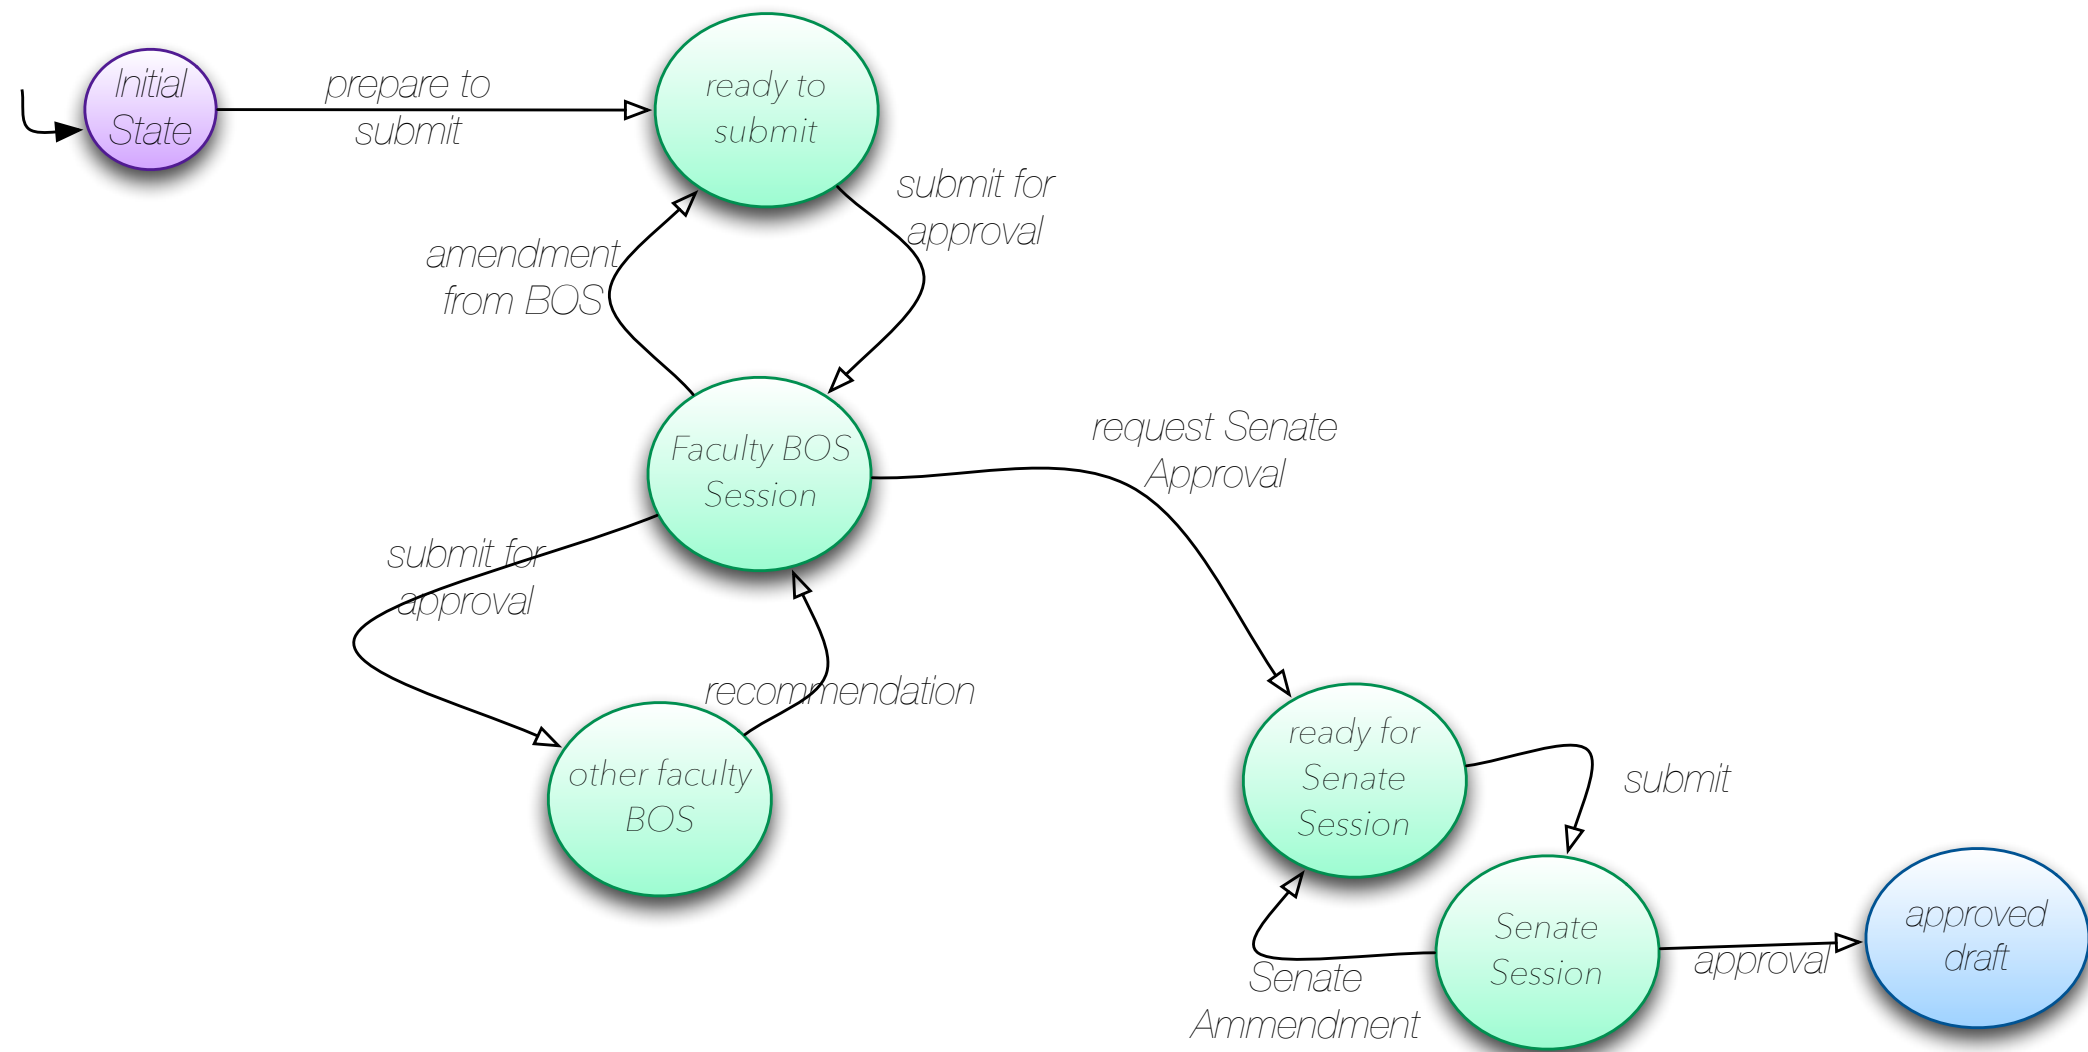 Initial
State
prepare to
submit
ready to
submit
submit for
approval
amendment
from BOS
Faculty BOS
Session
request Senate
Approval
submit for
approval
recommendation
other faculty
BOS
ready for
Senate
Session
submit
Senate
Session
Senate
Ammendment
approval
approved
draft